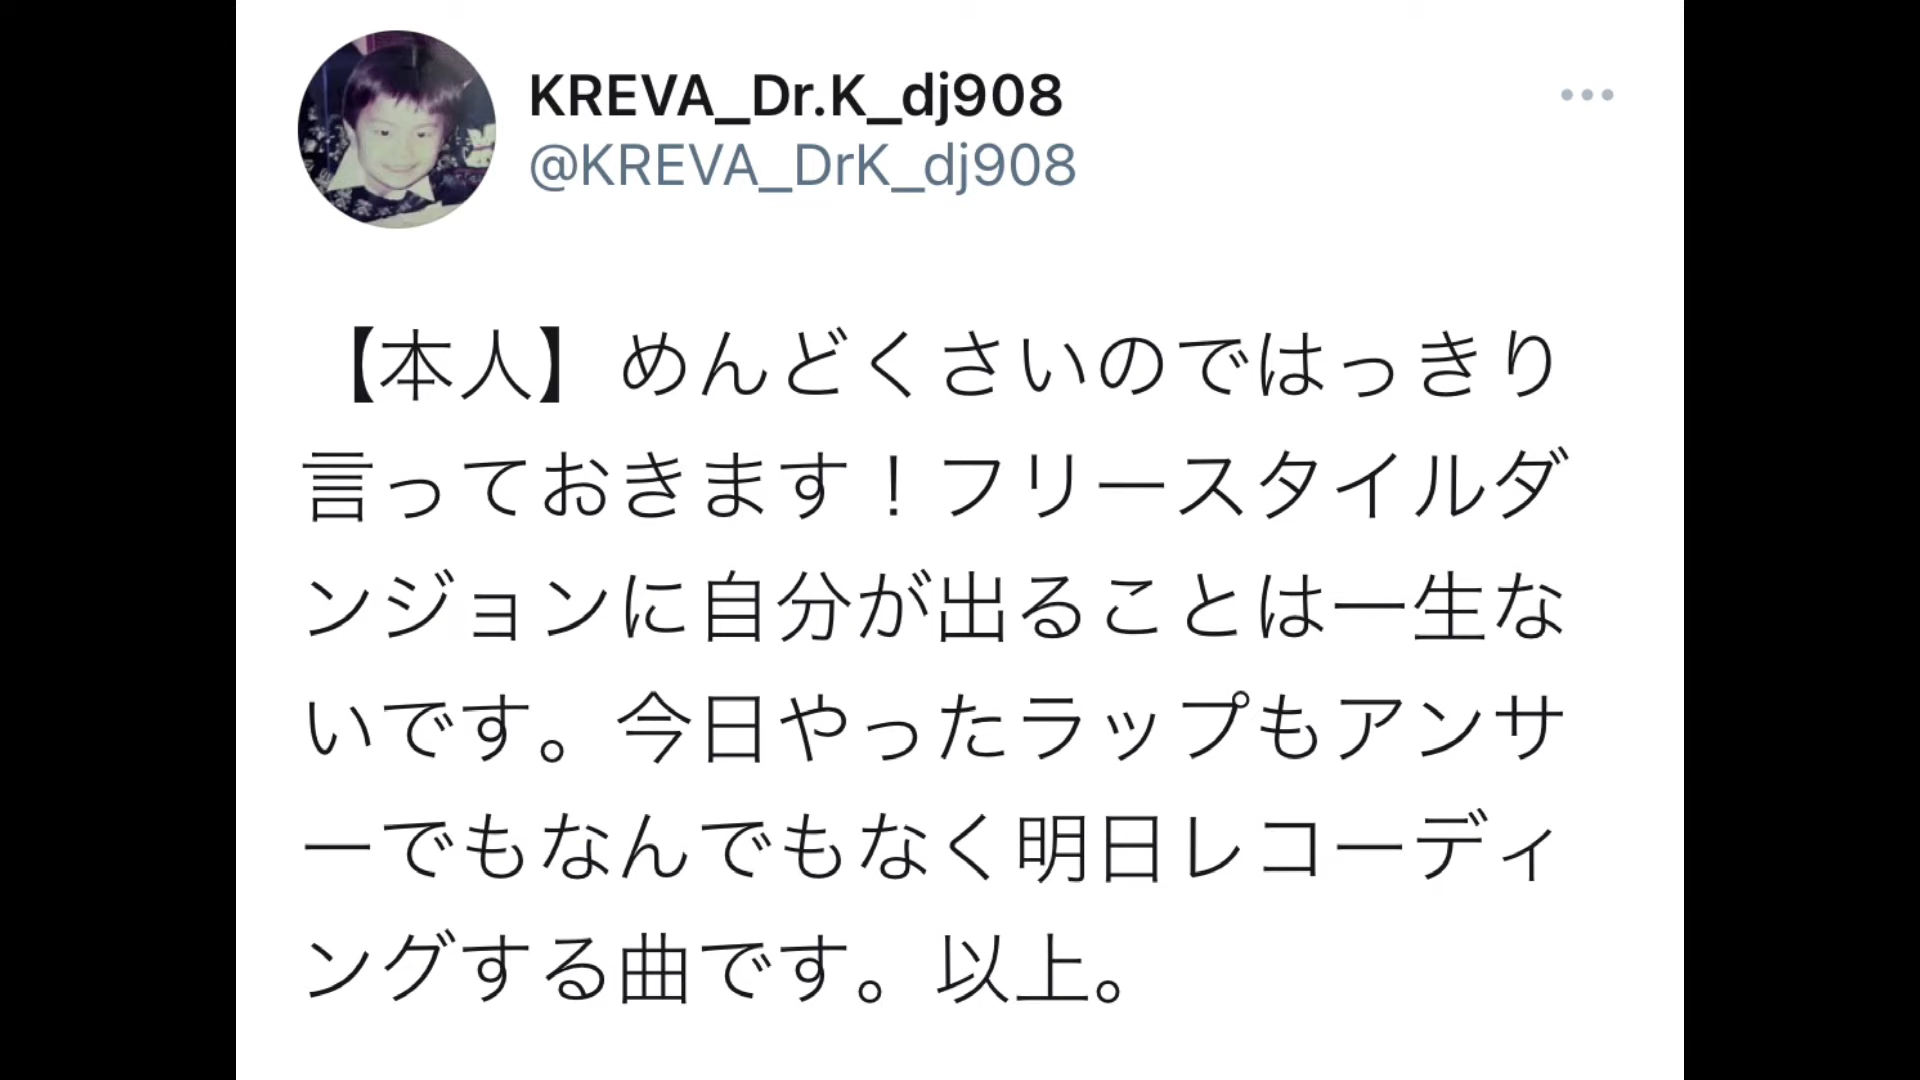 KREVA_Dr.K_dj908
@KREVA_DrK_dj908
【本人】めんどくさいのではっきり
言っておきます！フリースタイルダ
ンジョンに自分が出ることは一生な
いです。今日やったラップもアンサ
ーでもなんでもなく明日レコーディ
ングする曲です。以上。